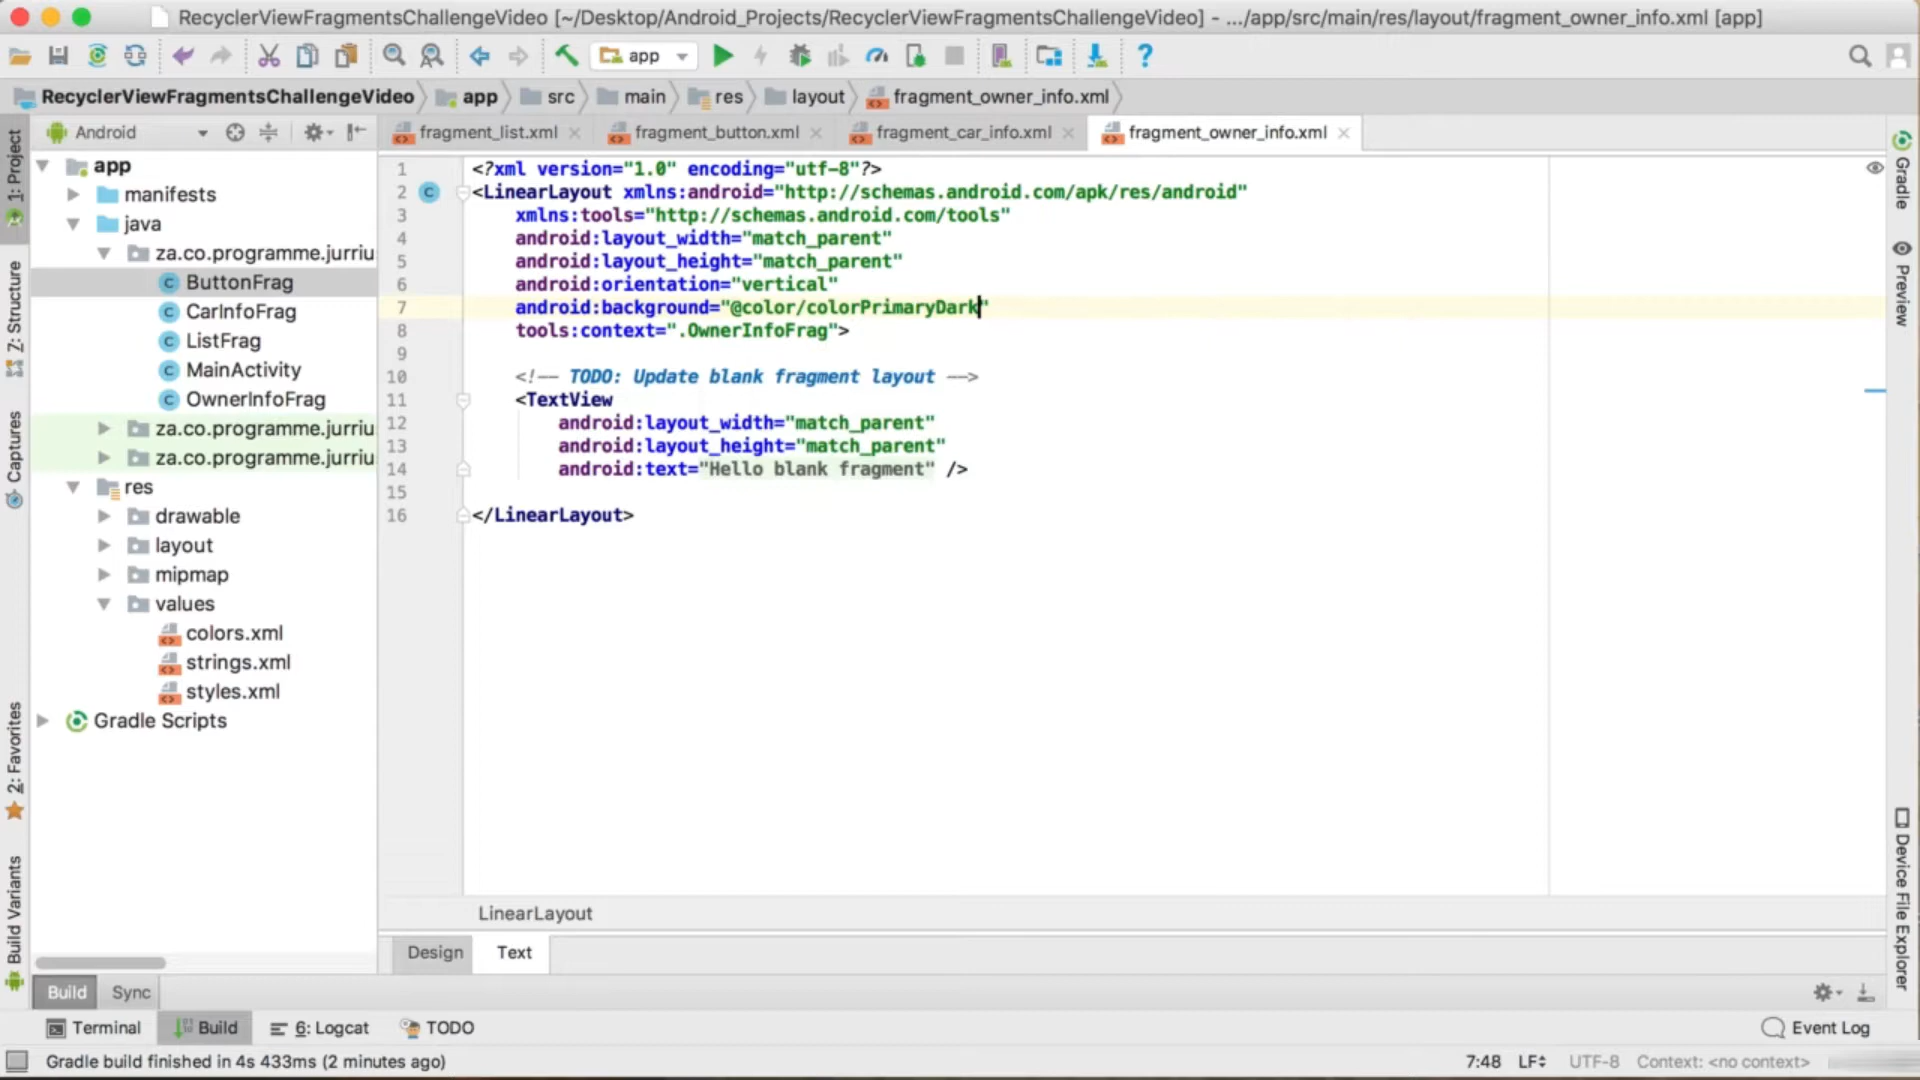 RecyclerViewFragmentsChallengeVideo [~/Desktop/Android_Projects/RecyclerViewFragmentsChallengeVideo] - .../app/src/main/res/layout/fragment_owner_info.xml [app]
app
RecyclerViewFragmentsChallengeVideo app src main res layout fragment_owner_info.xml
Android
fragment_list.xml fragment_button.xml fragment_car_info.xml fragment_owner_info.xml
1: Project
Z: Structure
Captures
2: Favorites
Build Variants
app
manifests
java
za.co.programme.jurriu
ButtonFrag
CarInfoFrag
ListFrag
MainActivity
OwnerInfoFrag
za.co.programme.jurriu
za.co.programme.jurriu
res
drawable
layout
mipmap
values
colors.xml
strings.xml
styles.xml
Gradle Scripts
1 <?xml version="1.0" encoding="utf-8"?>
2 <LinearLayout xmlns:android="http://schemas.android.com/apk/res/android"
3 xmlns:tools="http://schemas.android.com/tools"
4 android:layout_width="match_parent"
5 android:layout_height="match_parent"
6 android:orientation="vertical"
7 android:background="@color/colorPrimaryDark"
8 tools:context=".OwnerInfoFrag">
9
10 <!-- TODO: Update blank fragment layout -->
11 <TextView
12 android:layout_width="match_parent"
13 android:layout_height="match_parent"
14 android:text="Hello blank fragment" />
15
16 </LinearLayout>
Gradle
Preview
Device File Explorer
LinearLayout
Design Text
Build Sync
Terminal Build 6: Logcat TODO Event Log
Gradle build finished in 4s 433ms (2 minutes ago) 7:48 LF UTF-8 Context: <no context>